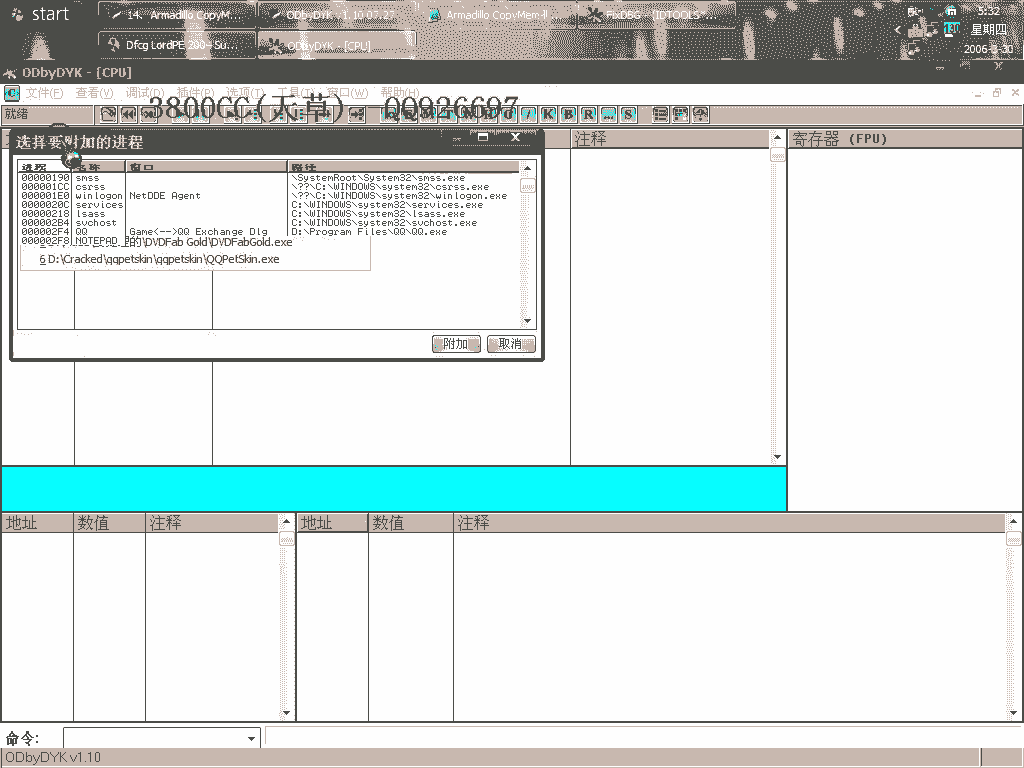 start
14. Armadillo CopyM...
ODbyDYK - 1.10 07.27
Armadillo CopyMem-II...
FixDBG - [IDTOOLS ...
5:32
星期四
2006-3-30
Dfcg LordPE 280-- Su...
ODbyDYK - [CPU]
ODbyDYK - [CPU]
文件(F) 查看(V) 调试(D) 插件(P) 选项(T) 工具(T) 窗口(W) 帮助(H)
3800CC(天草) QQ926697
就绪
K B R ... S
选择要附加的进程
注释
寄存器 (FPU)
名称 窗口 路径
00000190 smss \SystemRoot\System32\smss.exe
000001CC csrss \??\C:\WINDOWS\system32\csrss.exe
000001E0 winlogon NetDDE Agent \??\C:\WINDOWS\system32\winlogon.exe
0000020C services C:\WINDOWS\system32\services.exe
00000218 lsass C:\WINDOWS\system32\lsass.exe
000002B4 svchost C:\WINDOWS\system32\svchost.exe
000002F4 QQ Game<-->QQ Exchange Dlg D:\Program Files\QQ\QQ.exe
000002F8 NOTEPAD 的\DVDFab Gold\DVDFabGold.exe
6 D:\Cracked\qqpetskin\qqpetskin\QQPetSkin.exe
附加 取消
地址 数值 注释 地址 数值 注释
命令:
ODbyDYK v1.10